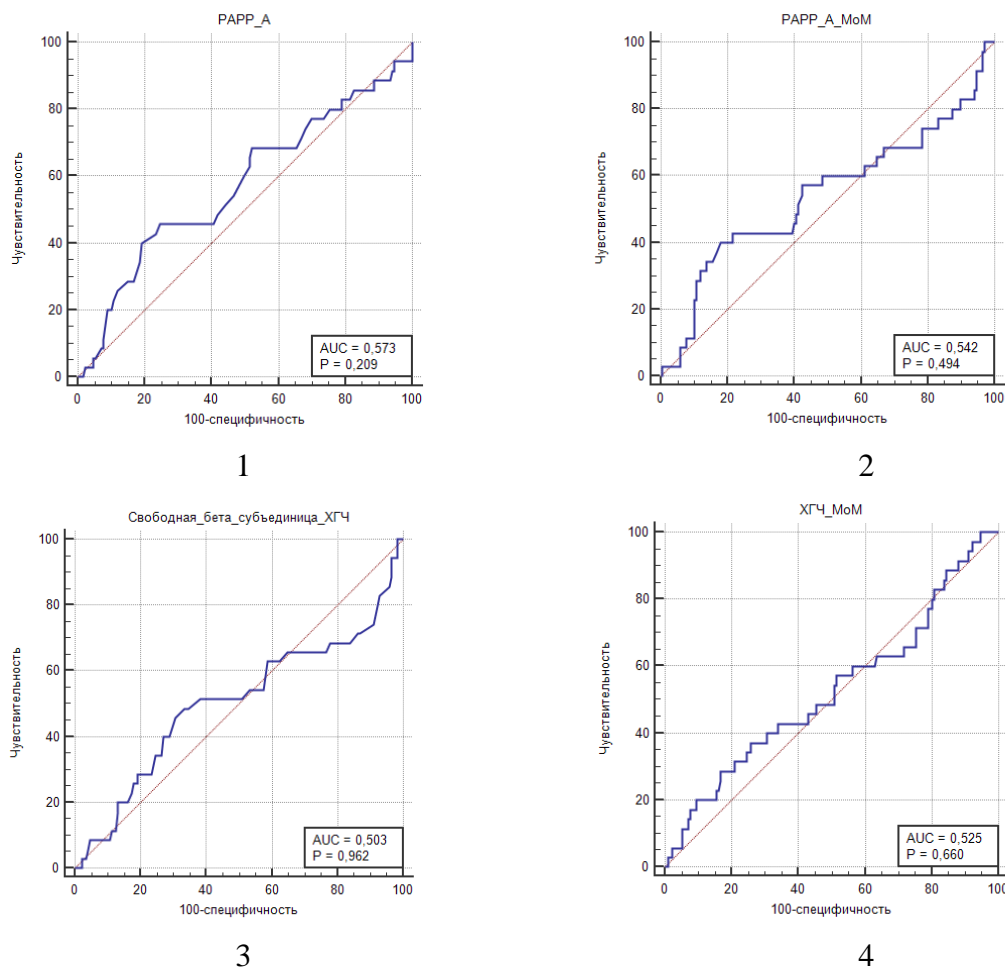 PAPP_A
Чувствительность
100
80
60
40
20
0
AUC = 0,573
P = 0,209
0 20 40 60 80 100
100-специфичность
1
PAPP_A_MoM
Чувствительность
100
80
60
40
20
0
AUC = 0,542
P = 0,494
0 20 40 60 80 100
100-специфичность
2
Свободная_бета_субъединица_ХГЧ
Чувствительность
100
80
60
40
20
0
AUC = 0,503
P = 0,962
0 20 40 60 80 100
100-специфичность
3
ХГЧ_МоМ
Чувствительность
100
80
60
40
20
0
AUC = 0,525
P = 0,660
0 20 40 60 80 100
100-специфичность
4